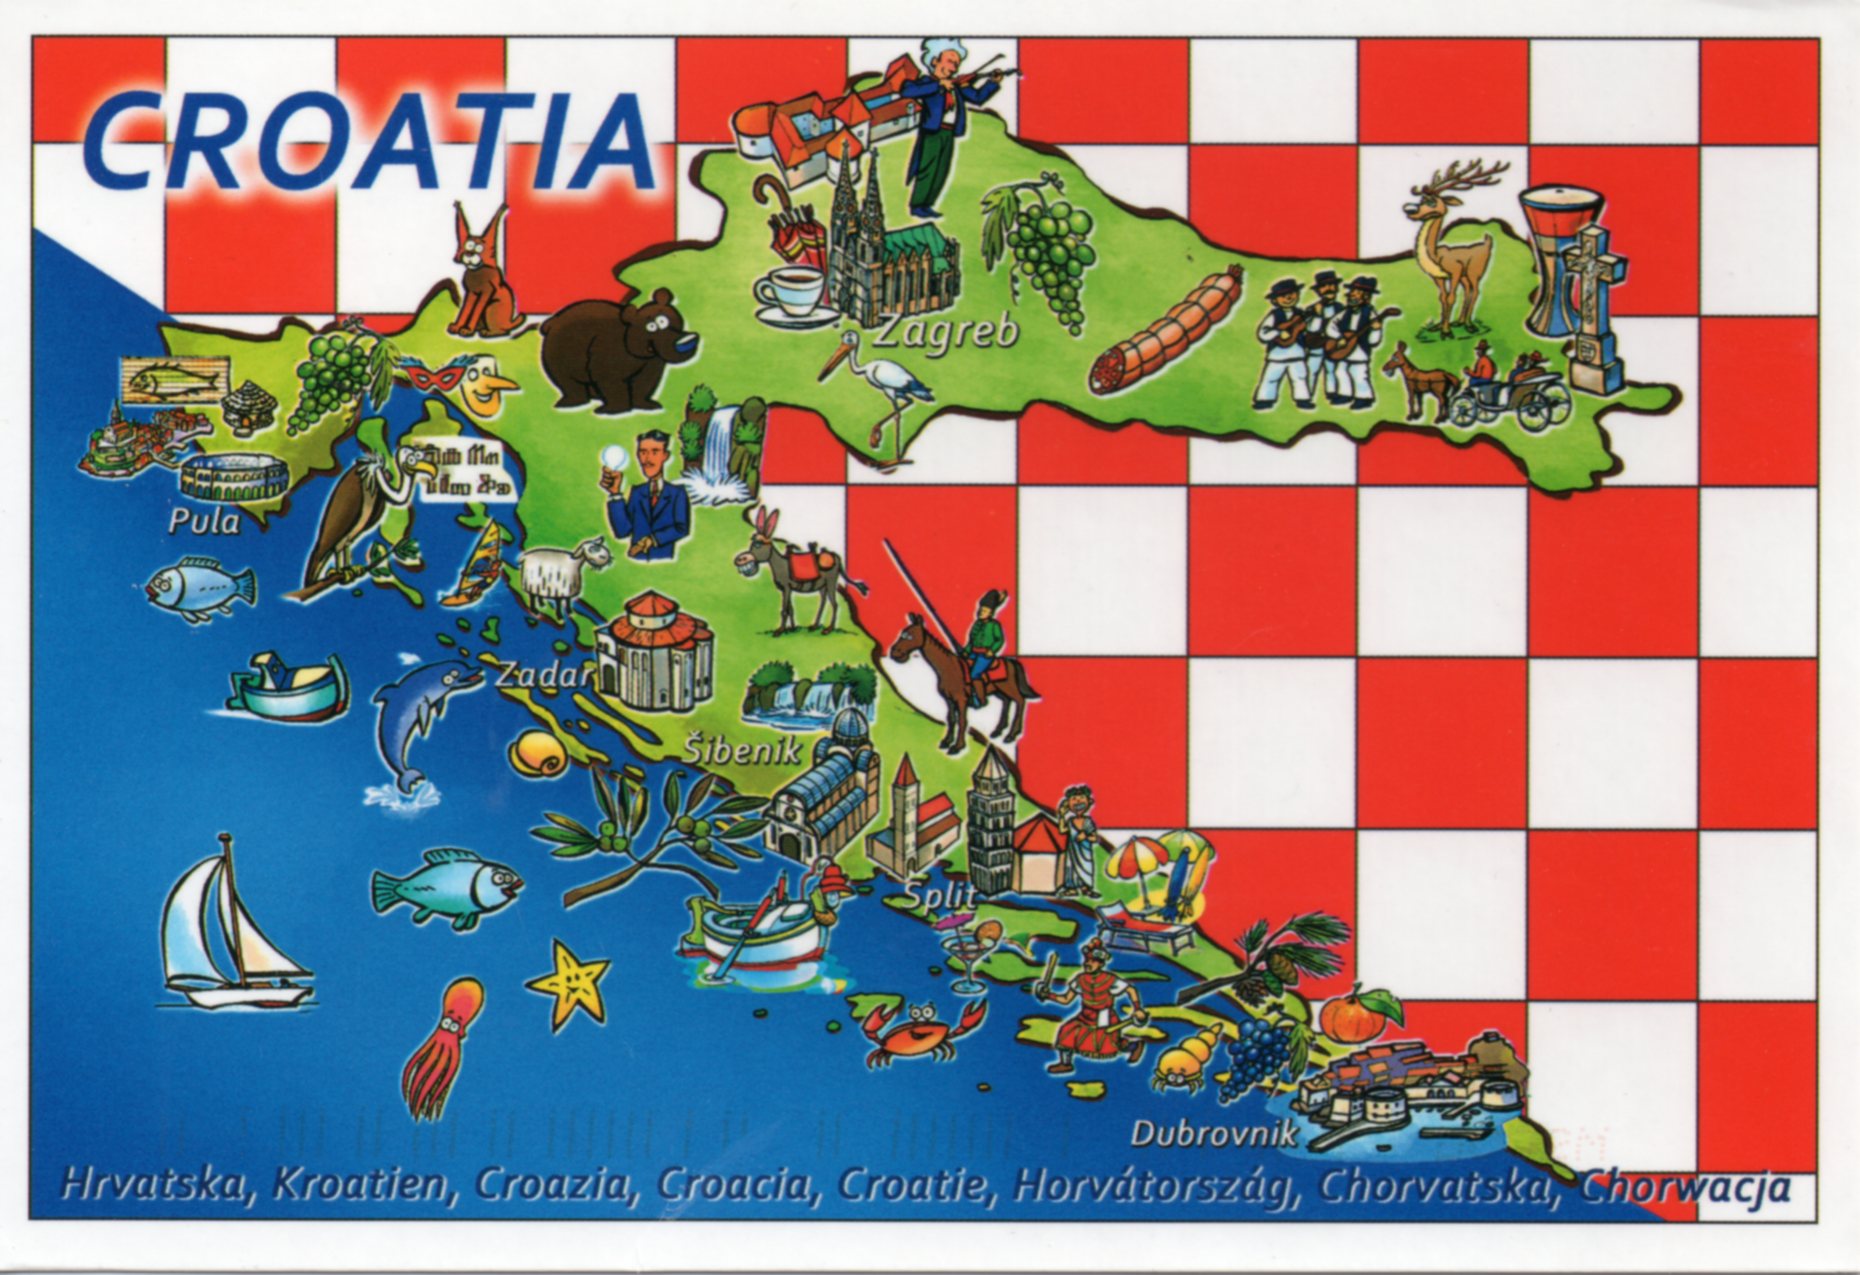 CROATIA
Zagreb
Pula
Zadar
Šibenik
Split
Dubrovnik
Hrvatska, Kroatien, Croazia, Croacia, Croatie, Horvátország, Chorvatska, Chorwacja